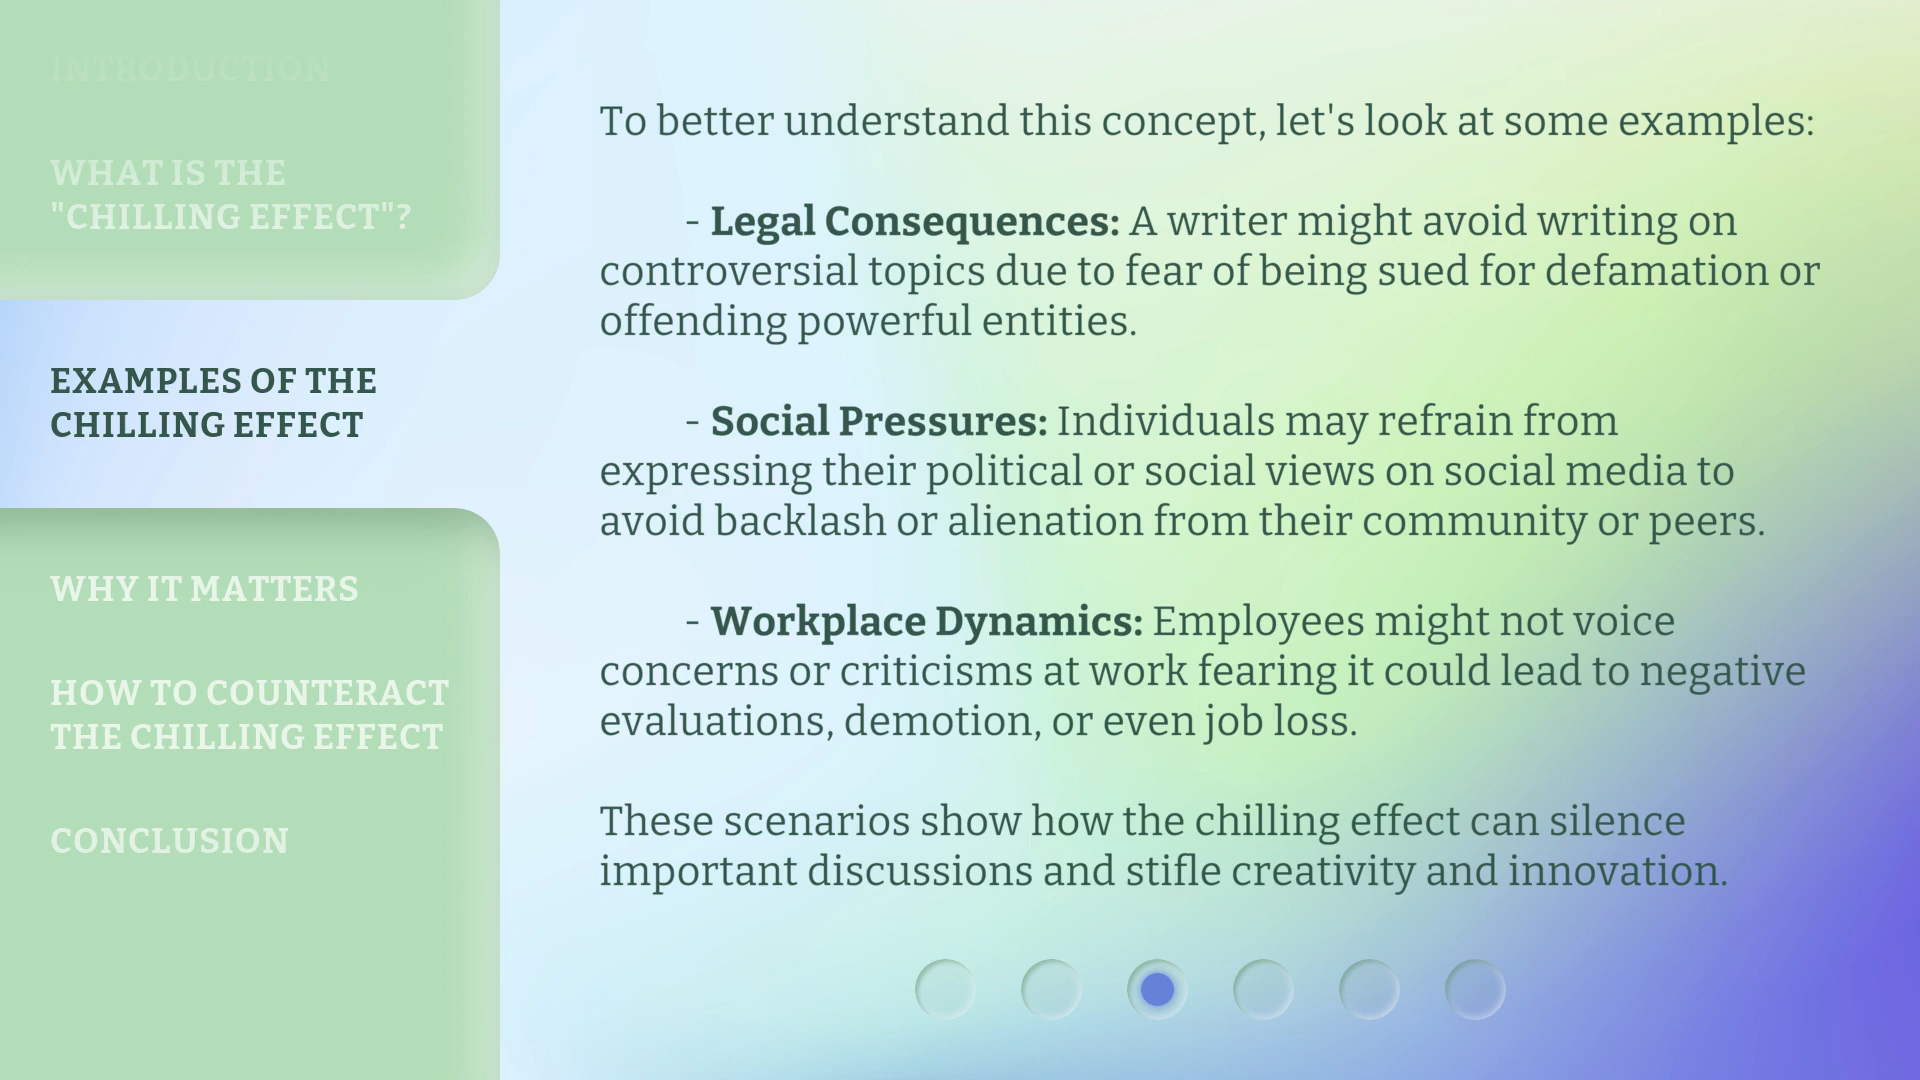 INTRODUCTION
WHAT IS THE
"CHILLING EFFECT"?
EXAMPLES OF THE
CHILLING EFFECT
WHY IT MATTERS
HOW TO COUNTERACT
THE CHILLING EFFECT
CONCLUSION
To better understand this concept, let's look at some examples:
- Legal Consequences: A writer might avoid writing on
controversial topics due to fear of being sued for defamation or
offending powerful entities.
- Social Pressures: Individuals may refrain from
expressing their political or social views on social media to
avoid backlash or alienation from their community or peers.
- Workplace Dynamics: Employees might not voice
concerns or criticisms at work fearing it could lead to negative
evaluations, demotion, or even job loss.
These scenarios show how the chilling effect can silence
important discussions and stifle creativity and innovation.